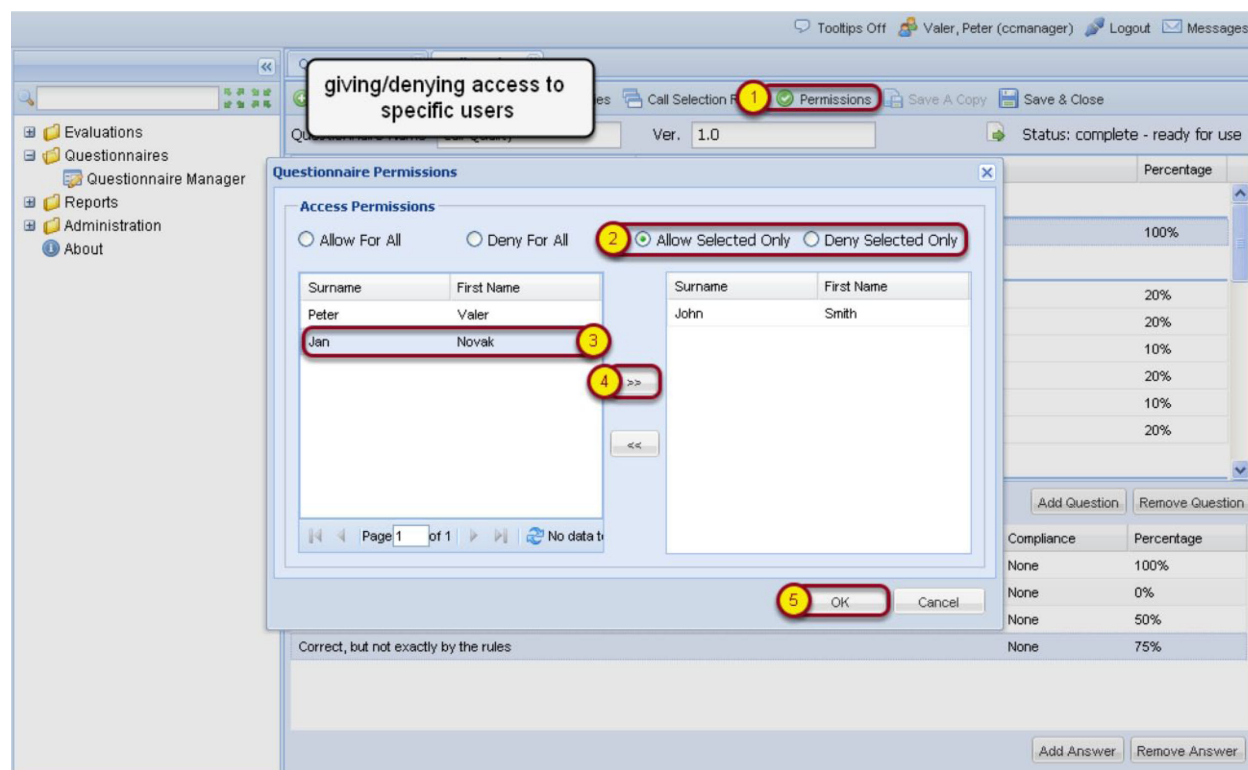 Tooltips Off Valer, Peter (ccmanager) Logout Messages
giving/denying access to
specific users
Call Selection
1 Permissions Save A Copy Save & Close
Ver. 1.0 Status: complete - ready for use
Evaluations
Questionnaires
Questionnaire Manager
Reports
Administration
About
Questionnaire Permissions
Percentage
Access Permissions
Allow For All Deny For All 2 Allow Selected Only Deny Selected Only
100%
Surname First Name
Peter Valer
Jan Novak 3
4 >>
<<
Page 1 of 1 No data
Surname First Name
John Smith
20%
20%
10%
20%
10%
20%
Add Question Remove Question
5 OK Cancel
Compliance Percentage
None 100%
None 0%
None 50%
Correct, but not exactly by the rules None 75%
Add Answer Remove Answer